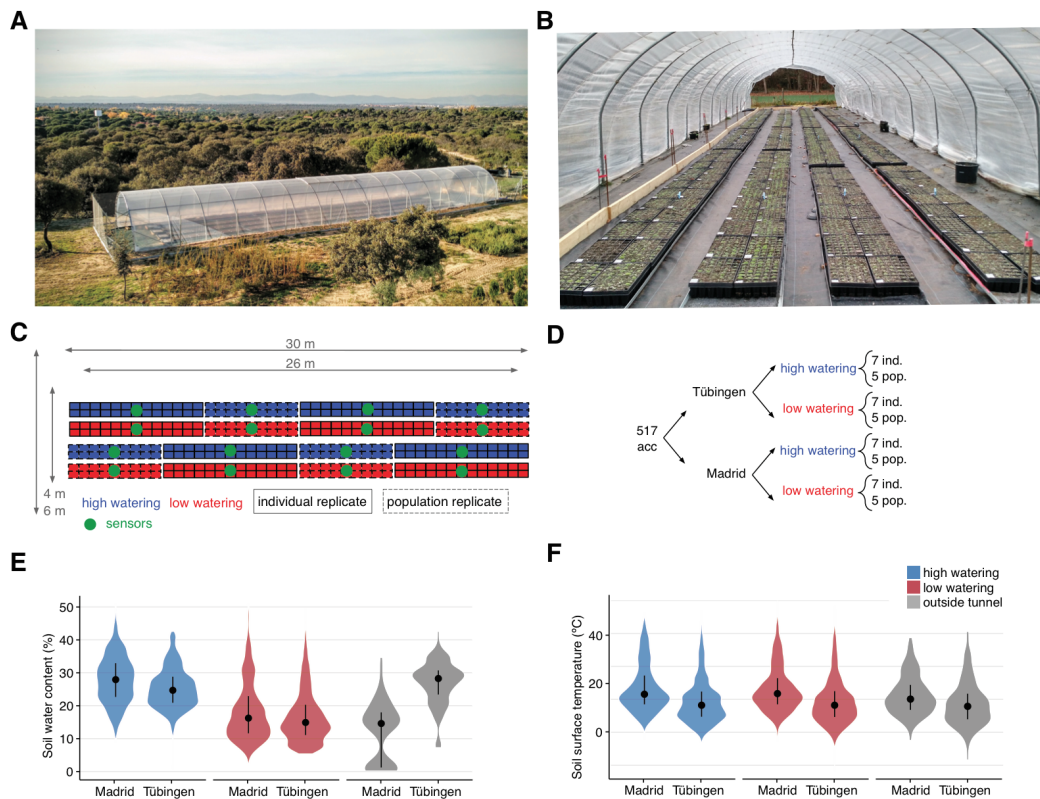 A
B
C
30 m
26 m
4 m
6 m
high watering low watering individual replicate population replicate
sensors
D
517
acc
Tübingen
Madrid
high watering
7 ind.
5 pop.
low watering
7 ind.
5 pop.
high watering
7 ind.
5 pop.
low watering
7 ind.
5 pop.
E
Soil water content (%)
50
40
30
20
10
0
Madrid Tübingen Madrid Tübingen Madrid Tübingen
F
high watering
low watering
outside tunnel
Soil surface temperature (°C)
40
20
0
Madrid Tübingen Madrid Tübingen Madrid Tübingen